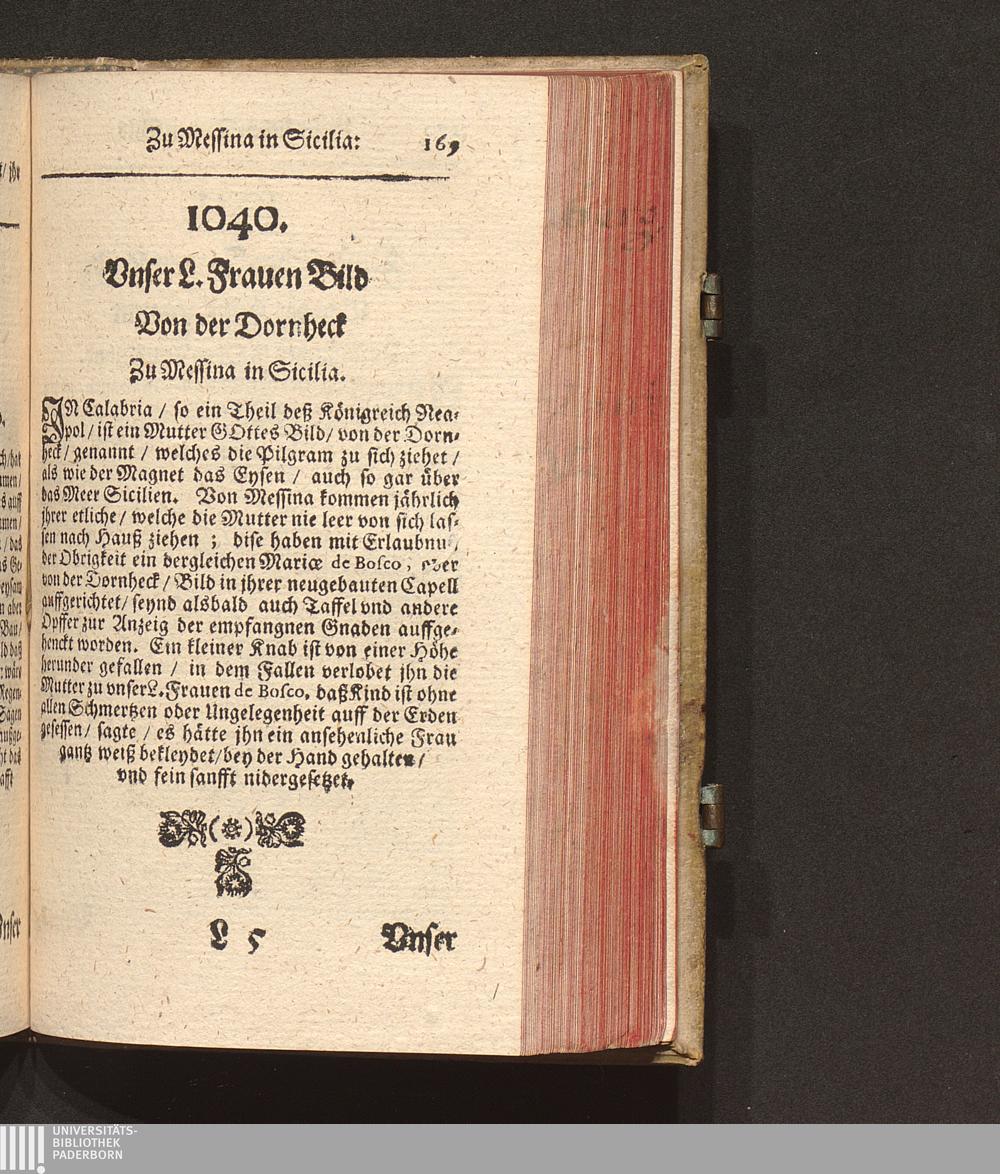 Zu Messina in Sicilia: 169
1040.
Vnser L. Frauen Bild
Von der Dornheck
Zu Messina in Sicilia.
IN Calabria / so ein Theil deß Königreich Nea-
pol / ist ein Mutter GOttes Bild / von der Dorn-
heck / genannt / welches die Pilgram zu sich ziehet /
als wie der Magnet das Eysen / auch so gar über
das Meer Sicilien. Von Messina kommen jährlich
jhrer etliche / welche die Mutter nie leer von sich las-
sen nach Hauß ziehen ; dise haben mit Erlaubnuß /
der Obrigkeit ein dergleichen Mariæ de Bosco, oder
von der Dornheck / Bild in jhrer neugebauten Capell
auffgerichtet / seynd alsbald auch Taffel vnd andere
Opffer zur Anzeig der empfangnen Gnaden auffge-
henckt worden. Ein kleiner Knab ist von einer Höhe
herunder gefallen / in dem Fallen verlobet jhn die
Mutter zu vnser L. Frauen de Bosco, daß Kind ist ohne
allen Schmertzen oder Ungelegenheit auff der Erden
gesessen / sagte / es hätte jhn ein ansehenliche Frau
gantz weiß bekleydet / bey der Hand gehalten /
vnd fein sanfft nidergesetzet.
L 5 Vnser
UNIVERSITÄTS-
BIBLIOTHEK
PADERBORN